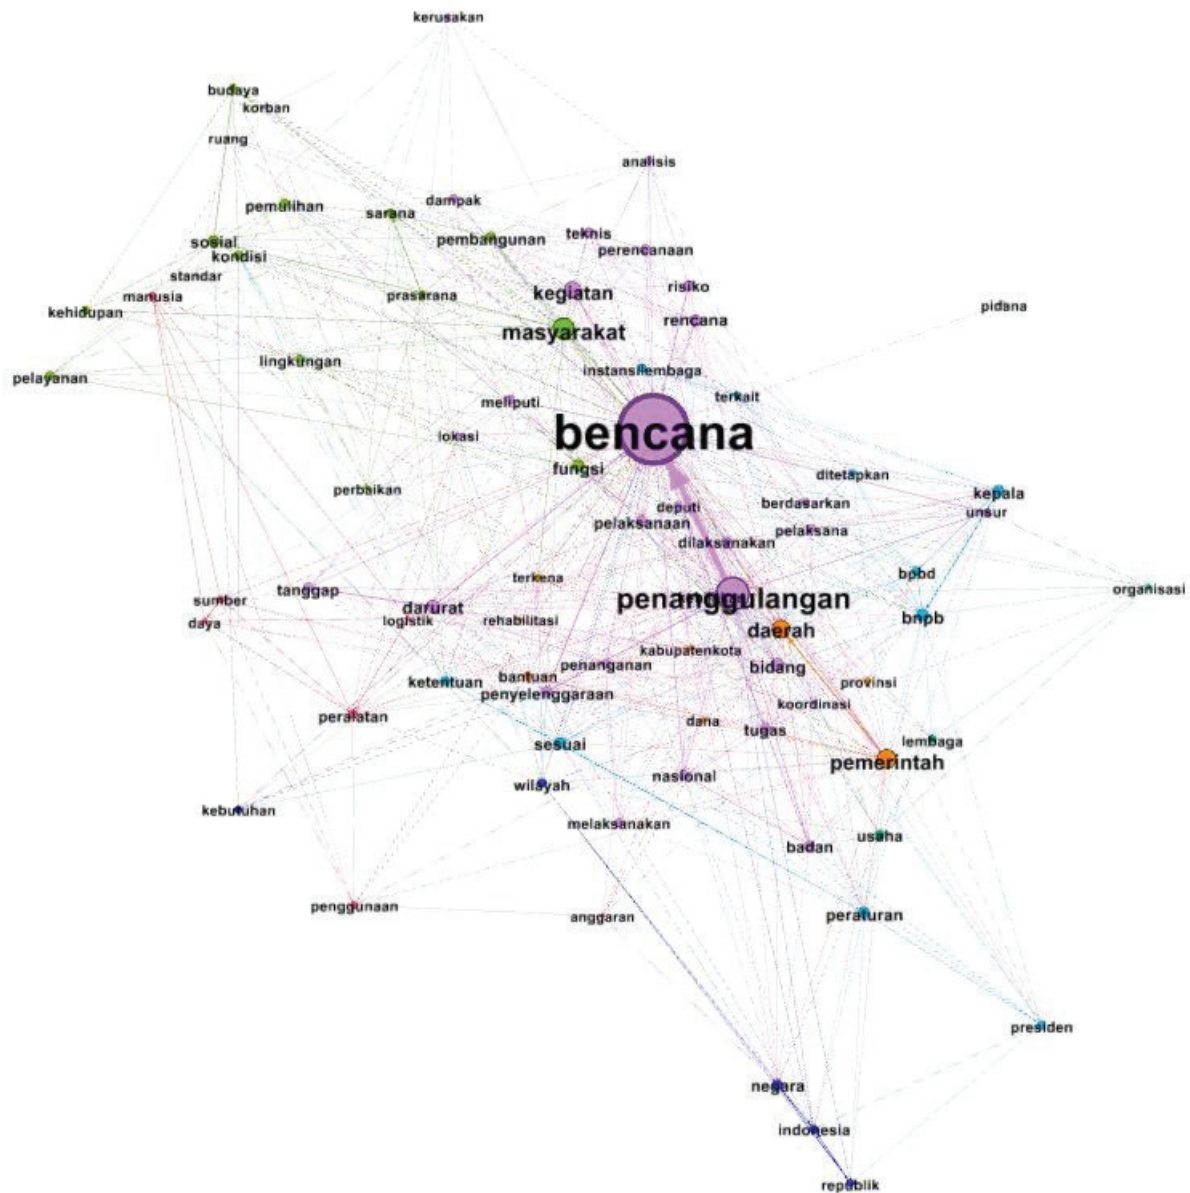 kerusakan
budaya
korban
ruang
analisis
pemulihan
dampak
sarana
teknis
sosial
pembangunan
perencanaan
kondisi
standar
manusia
prasarana
kegiatan
risiko
kehidupan
pidana
rencana
masyarakat
lingkungan
instansilembaga
pelayanan
meliputi
terkait
bencana
lokasi
fungsi
ditetapkan
perbaikan
kepala
deputi
berdasarkan
unsur
pelaksanaan
pelaksana
dilaksanakan
terkena
bpbd
tanggap
organisasi
sumber
darurat
penanggulangan
daya
logistik
rehabilitasi
bnpb
daerah
kabupatenkota
penanganan
bidang
ketentuan
bantuan
provinsi
penyelenggaraan
koordinasi
peralatan
dana
tugas
sesuai
lembaga
pemerintah
nasional
wilayah
kebutuhan
melaksanakan
usaha
badan
penggunaan
anggaran
peraturan
presiden
negara
indonesia
republik